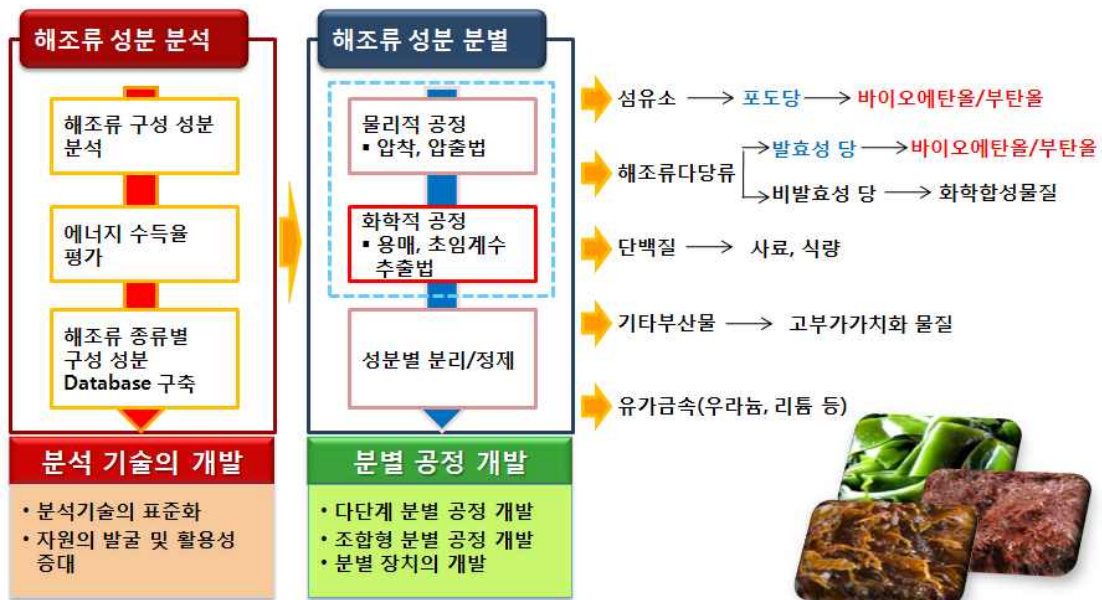 해조류 성분 분석
해조류 구성 성분
분석
에너지 수득율
평가
해조류 종류별
구성 성분
Database 구축
분석 기술의 개발
• 분석기술의 표준화
• 자원의 발굴 및 활용성
증대
해조류 성분 분별
물리적 공정
▪ 압착, 압출법
화학적 공정
▪ 용매, 초임계수
추출법
성분별 분리/정제
분별 공정 개발
• 다단계 분별 공정 개발
• 조합형 분별 공정 개발
• 분별 장치의 개발
섬유소 → 포도당 → 바이오에탄올/부탄올
해조류다당류
발효성 당 → 바이오에탄올/부탄올
비발효성 당 → 화학합성물질
단백질 → 사료, 식량
기타부산물 → 고부가가치화 물질
유가금속(우라늄, 리튬 등)